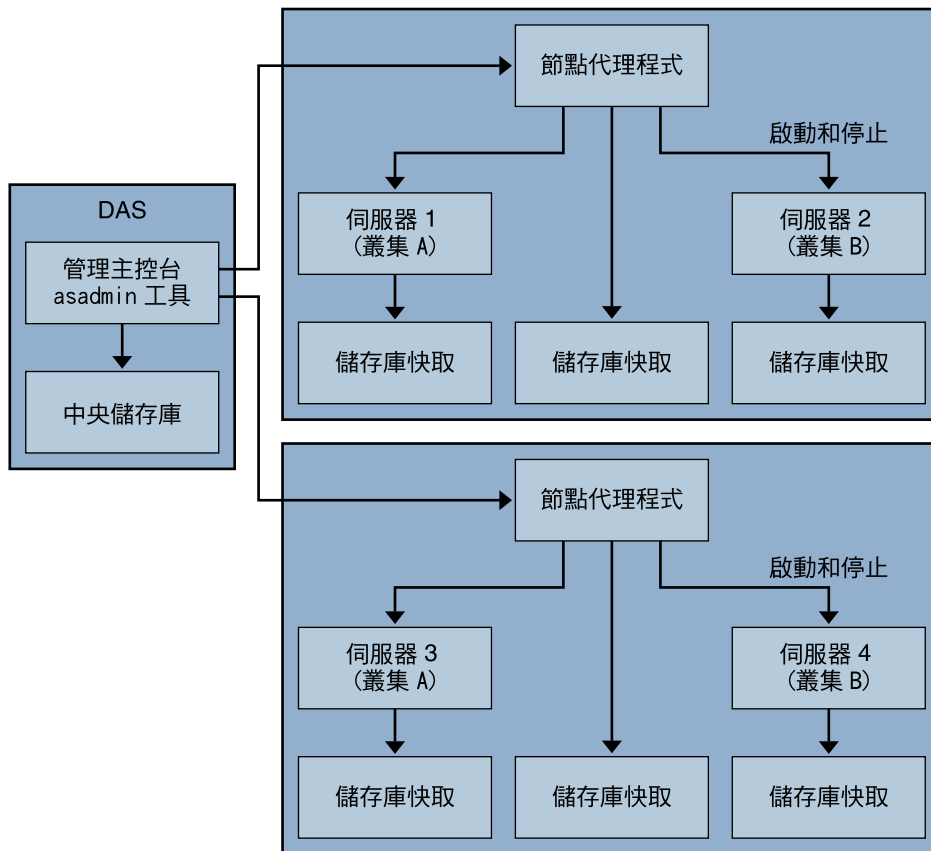 DAS
管理主控台
asadmin 工具
中央儲存庫
節點代理程式
啟動和停止
伺服器 1
(叢集 A)
伺服器 2
(叢集 B)
儲存庫快取
儲存庫快取
儲存庫快取
節點代理程式
啟動和停止
伺服器 3
(叢集 A)
伺服器 4
(叢集 B)
儲存庫快取
儲存庫快取
儲存庫快取